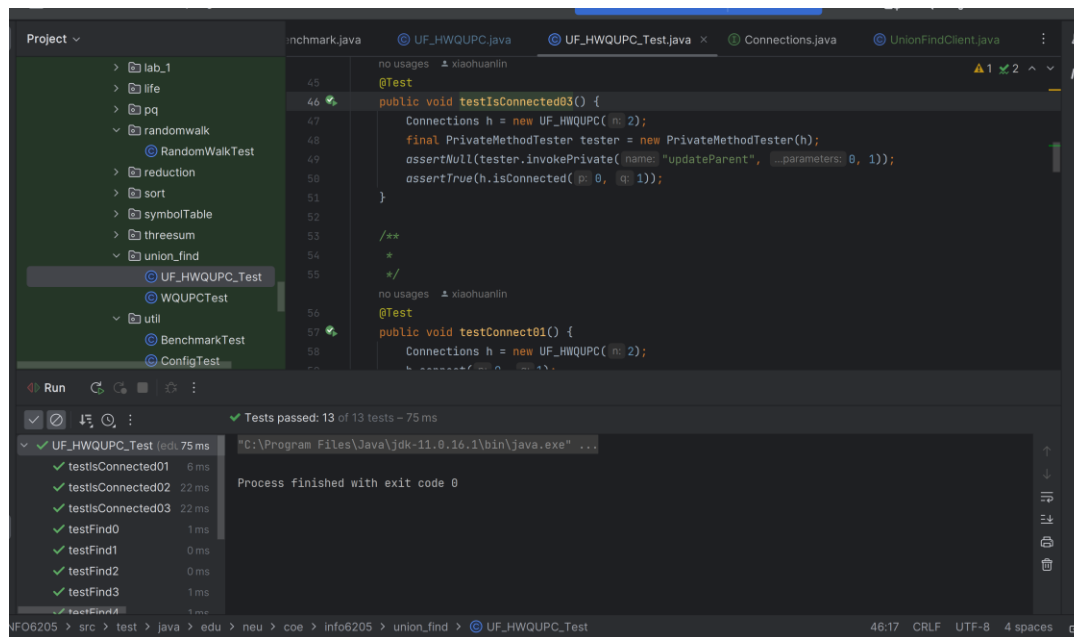 Project
nchmark.java UF_HWQUPC.java UF_HWQUPC_Test.java × Connections.java UnionFindClient.java
lab_1
life
pq
randomwalk
RandomWalkTest
reduction
sort
symbolTable
threesum
union_find
UF_HWQUPC_Test
WQUPCTest
util
BenchmarkTest
ConfigTest
no usages xiaohuanlin
1 2
45 @Test
46 public void testIsConnected03() {
47 Connections h = new UF_HWQUPC( n: 2);
48 final PrivateMethodTester tester = new PrivateMethodTester(h);
49 assertNull(tester.invokePrivate( name: "updateParent", ...parameters: 0, 1));
50 assertTrue(h.isConnected( p: 0, q: 1));
51 }
52
53 /**
54 *
55 */
no usages xiaohuanlin
56 @Test
57 public void testConnect01() {
58 Connections h = new UF_HWQUPC( n: 2);
Run
Tests passed: 13 of 13 tests – 75 ms
UF_HWQUPC_Test (edu 75 ms
testIsConnected01 6 ms
testIsConnected02 22 ms
testIsConnected03 22 ms
testFind0 1 ms
testFind1 0 ms
testFind2 0 ms
testFind3 1 ms
testFind4 1 ms
"C:\Program Files\Java\jdk-11.0.16.1\bin\java.exe" ...
Process finished with exit code 0
NFO6205 > src > test > java > edu > neu > coe > info6205 > union_find > UF_HWQUPC_Test
46:17 CRLF UTF-8 4 spaces